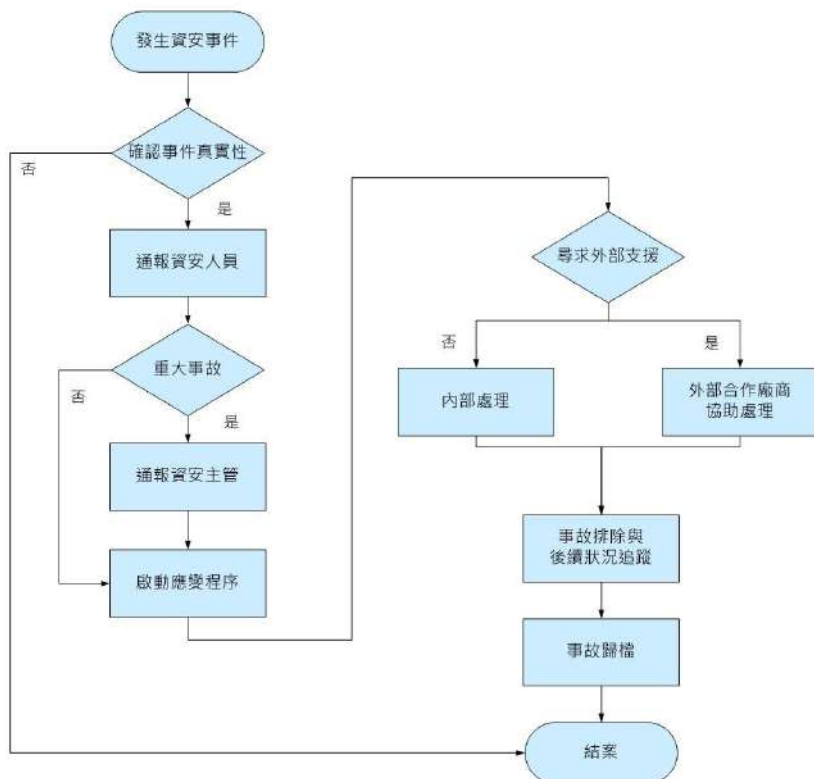 發生資安事件
確認事件真實性
否
是
通報資安人員
重大事故
否
是
通報資安主管
啟動應變程序
尋求外部支援
否
是
內部處理
外部合作廠商
協助處理
事故排除與
後續狀況追蹤
事故歸檔
結案